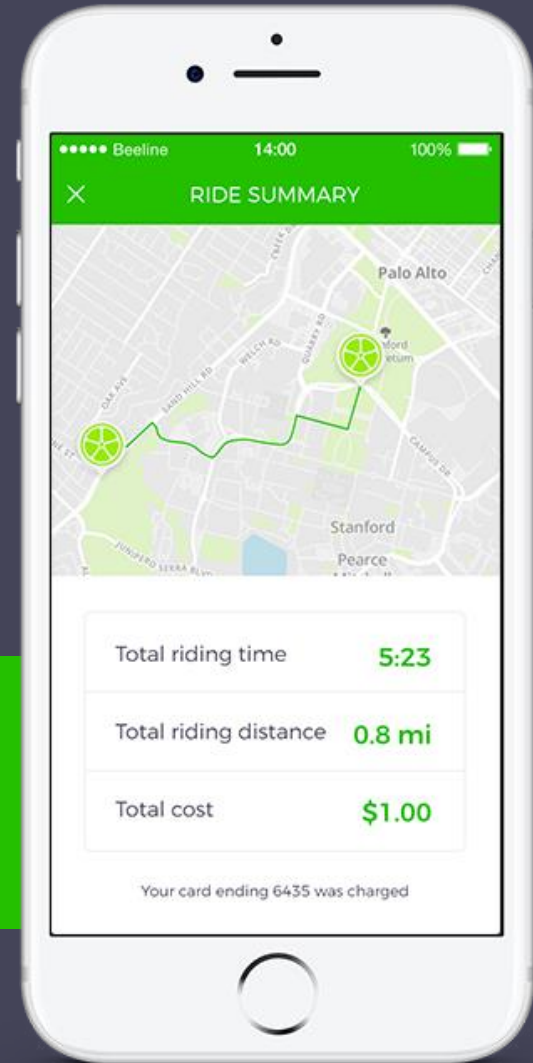 Beeline 14:00 100%
RIDE SUMMARY
CREEK DR
Palo Alto
QUARRY RD
WELCH RD
SAND HILL RD
OAK AVE
CAMPUS DR
Stanford
Pearce
JUNIPERO SERRA BLVD
Total riding time 5:23
Total riding distance 0.8 mi
Total cost $1.00
Your card ending 6435 was charged